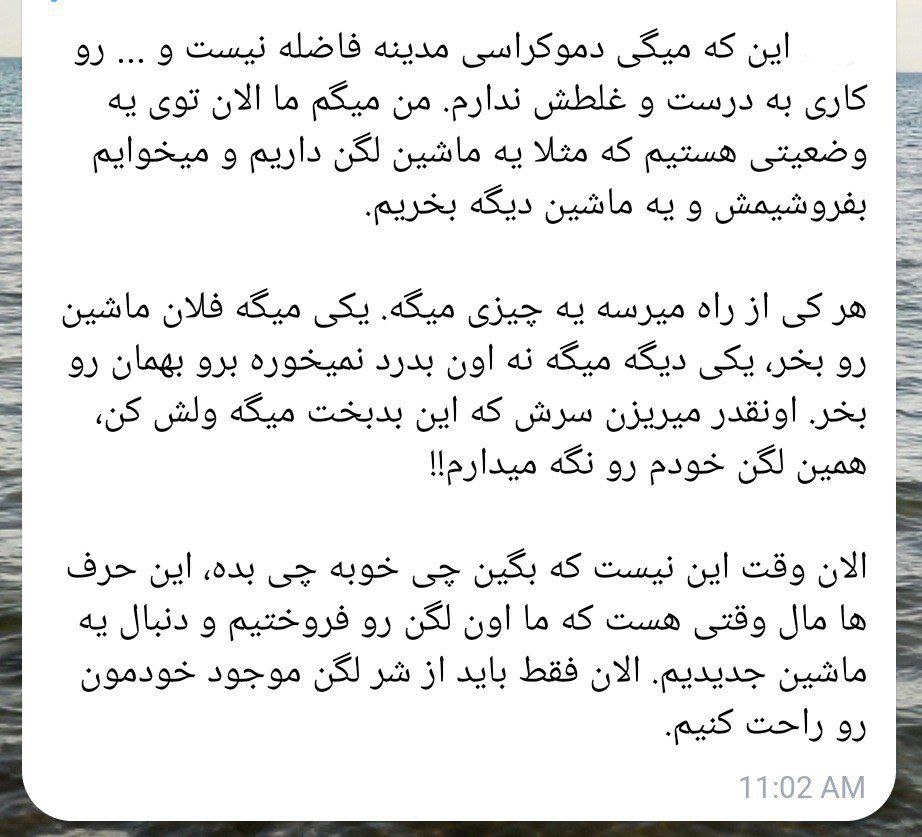 این که میگی دموکراسی مدینه فاضله نیست و ... رو
کاری به درست و غلطش ندارم. من میگم ما الان توی یه
وضعیتی هستیم که مثلا یه ماشین لگن داریم و میخوایم
بفروشیمش و یه ماشین دیگه بخریم.
هر کی از راه میرسه یه چیزی میگه. یکی میگه فلان ماشین
رو بخر، یکی دیگه میگه نه اون بدرد نمیخوره برو بهمان رو
بخر. اونقدر میریزن سرش که این بدبخت میگه ولش کن،
همین لگن خودم رو نگه میدارم!!
الان وقت این نیست که بگین چی خوبه چی بده، این حرف
ها مال وقتی هست که ما اون لگن رو فروختیم و دنبال یه
ماشین جدیدیم. الان فقط باید از شر لگن موجود خودمون
رو راحت کنیم.
11:02 AM